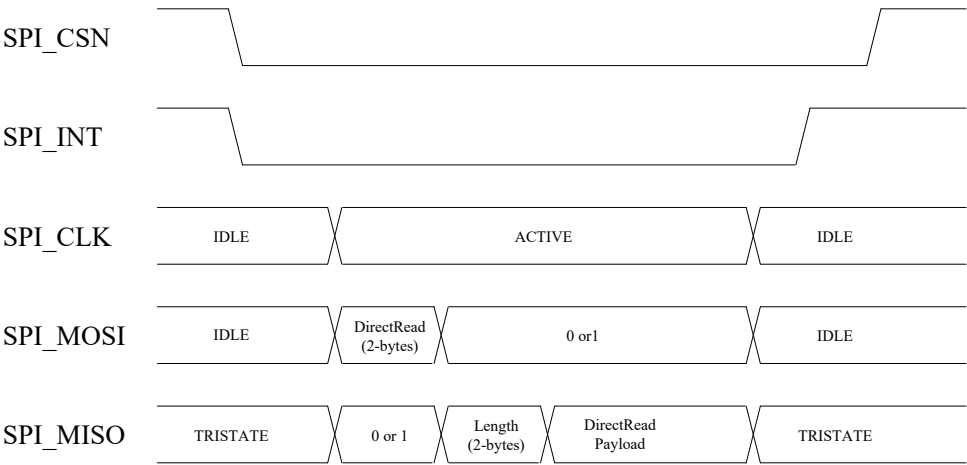 SPI_CSN
SPI_INT
SPI_CLK
IDLE
ACTIVE
IDLE
SPI_MOSI
IDLE
DirectRead
(2-bytes)
0 or1
IDLE
SPI_MISO
TRISTATE
0 or 1
Length
(2-bytes)
DirectRead
Payload
TRISTATE